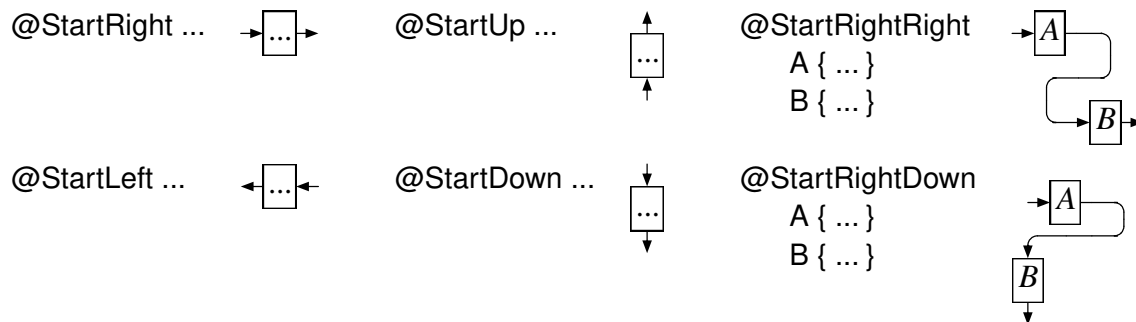 @StartRight ... ... @StartUp ... ... @StartRightRight A
A { ... }
B { ... } B
@StartLeft ... ... @StartDown ... ... @StartRightDown A
A { ... }
B { ... } B